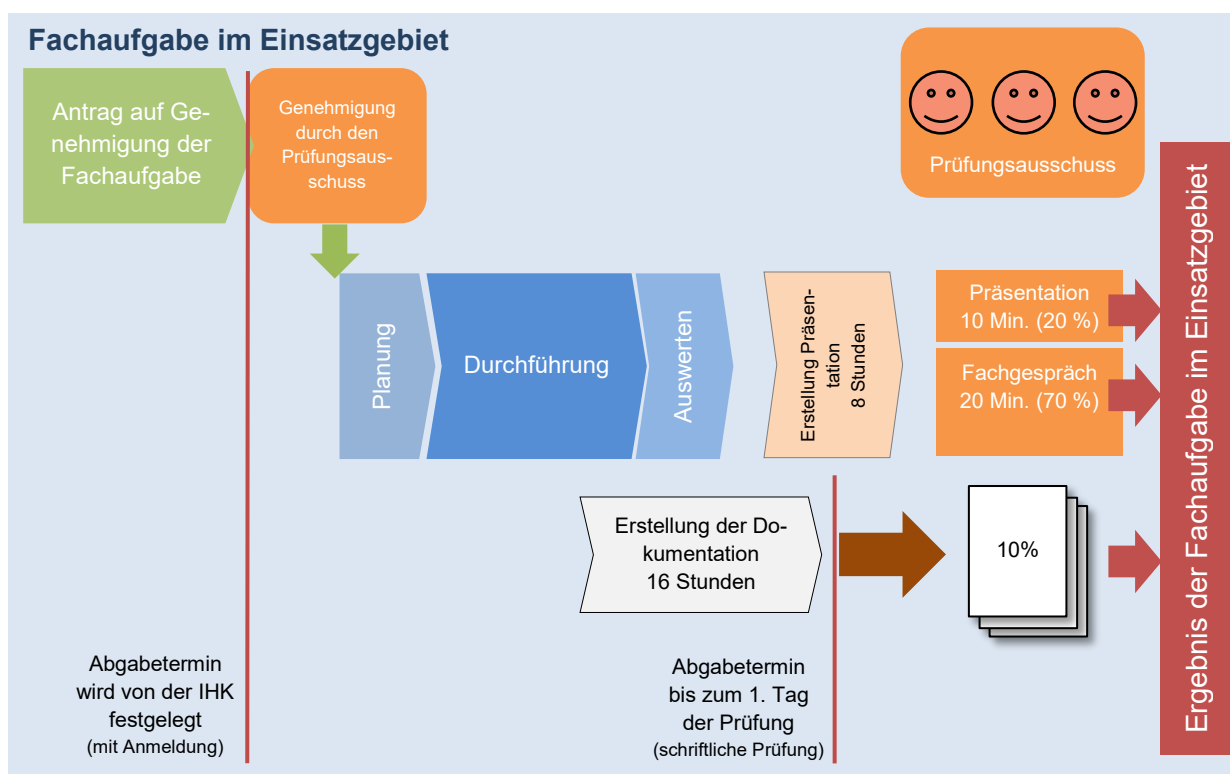 Fachaufgabe im Einsatzgebiet
Antrag auf Ge-
nehmigung der
Fachaufgabe
Genehmigung
durch den
Prüfungsaus-
schuss
Prüfungsausschuss
Planung
Durchführung
Auswerten
Erstellung Präsen-
tation
8 Stunden
Präsentation
10 Min. (20 %)
Fachgespräch
20 Min. (70 %)
Erstellung der Do-
kumentation
16 Stunden
10%
Ergebnis der Fachaufgabe im Einsatzgebiet
Abgabetermin
wird von der IHK
festgelegt
(mit Anmeldung)
Abgabetermin
bis zum 1. Tag
der Prüfung
(schriftliche Prüfung)